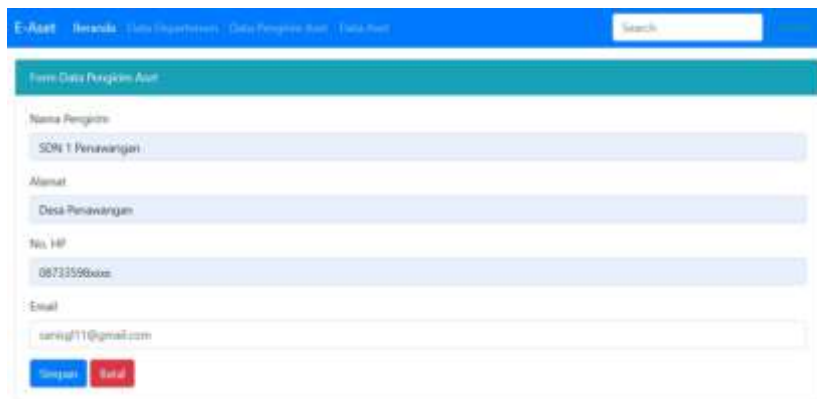 E-Aset Beranda Data Departemen Data Pengirim Aset Data Aset Search
Form Data Pengirim Aset
Nama Pengirim
SDN 1 Penawangan
Alamat
Desa Penawangan
No. HP
08733598xxxx
Email
Simpan Batal